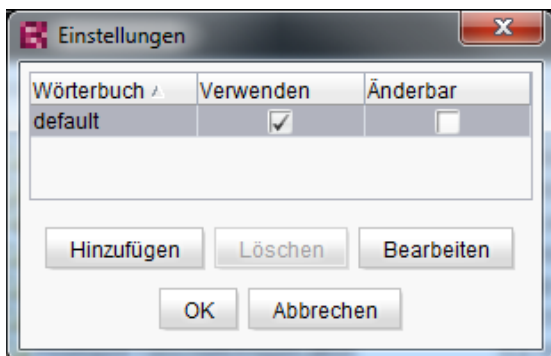 Einstellungen
Wörterbuch Verwenden Änderbar
default
Hinzufügen Löschen Bearbeiten
OK Abbrechen